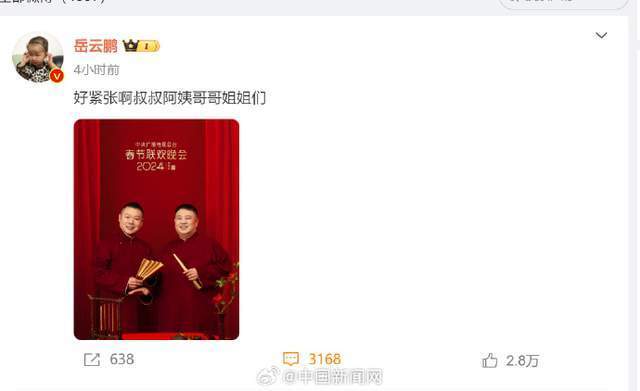 岳云鹏
4小时前
好紧张啊叔叔阿姨哥哥姐姐们
中央广播电视总台
春节联欢晚会
2024
638
3168
2.8万
@中国新闻网